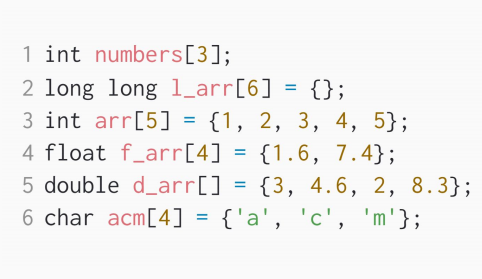 1 int numbers[3];
2 long long l_arr[6] = {};
3 int arr[5] = {1, 2, 3, 4, 5};
4 float f_arr[4] = {1.6, 7.4};
5 double d_arr[] = {3, 4.6, 2, 8.3};
6 char acm[4] = {'a', 'c', 'm'};